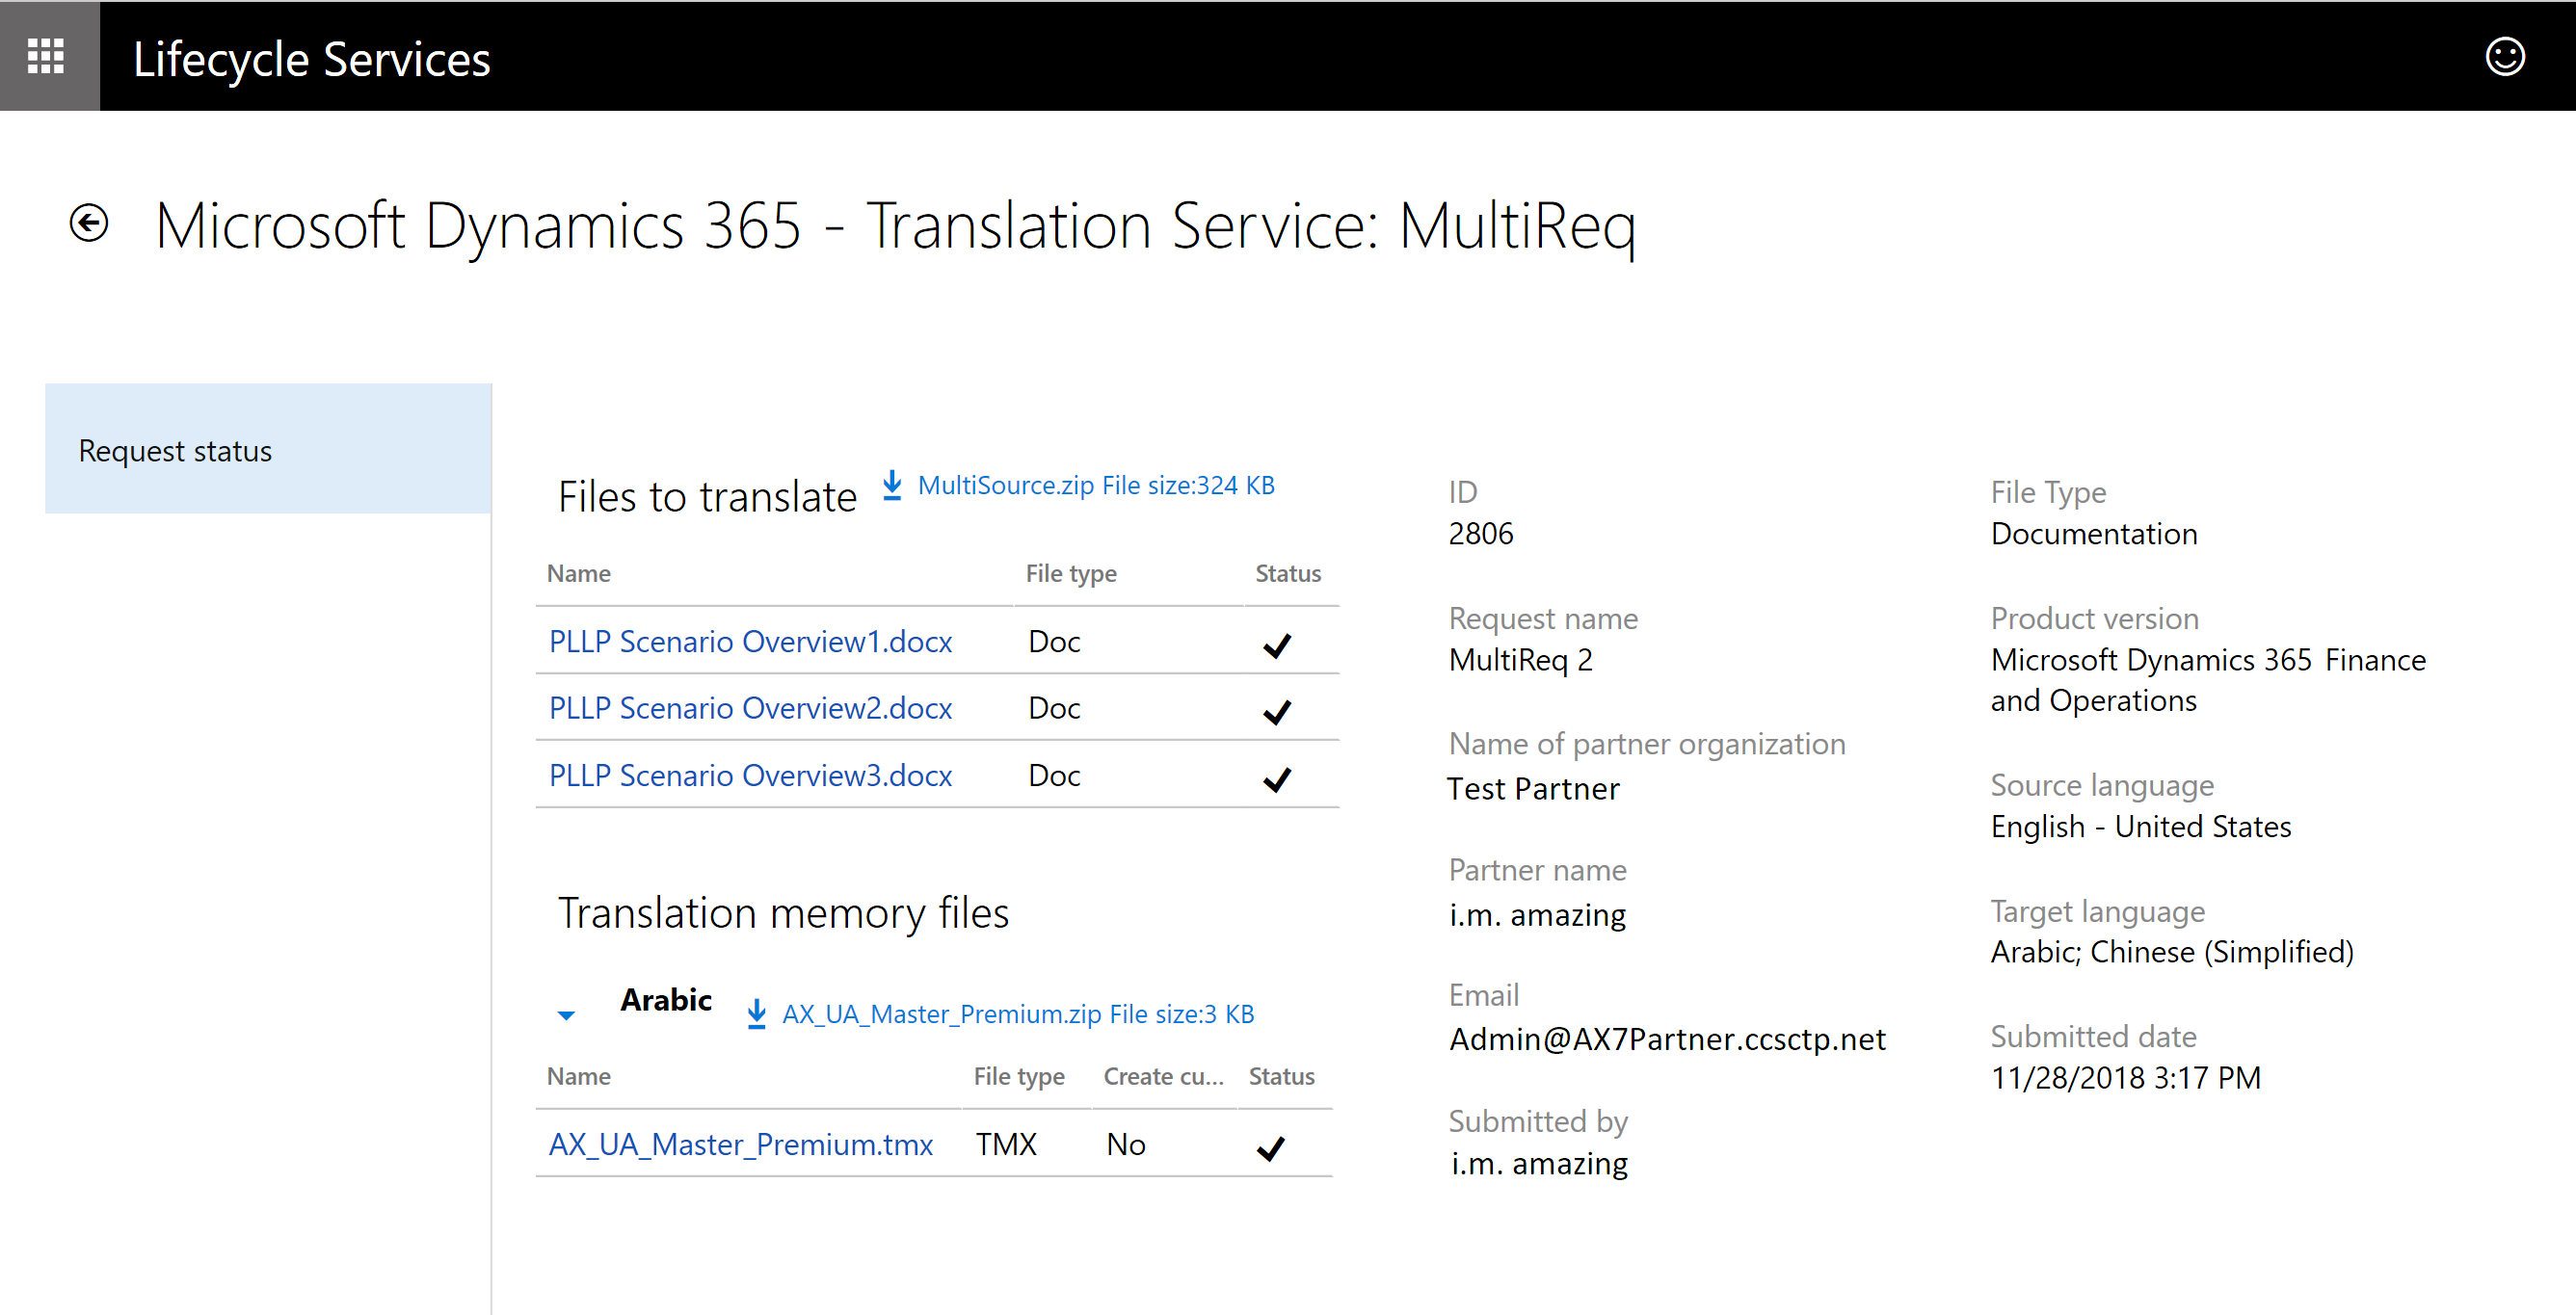 Lifecycle Services
Microsoft Dynamics 365 - Translation Service: MultiReq
Request status
Files to translate
MultiSource.zip File size:324 KB
Name File type Status
PLLP Scenario Overview1.docx Doc
PLLP Scenario Overview2.docx Doc
PLLP Scenario Overview3.docx Doc
Translation memory files
Arabic
AX_UA_Master_Premium.zip File size:3 KB
Name File type Create cu... Status
AX_UA_Master_Premium.tmx TMX No
ID
2806
Request name
MultiReq 2
Name of partner organization
Test Partner
Partner name
i.m. amazing
Email
Admin@AX7Partner.ccsctp.net
Submitted by
i.m. amazing
File Type
Documentation
Product version
Microsoft Dynamics 365 Finance
and Operations
Source language
English - United States
Target language
Arabic; Chinese (Simplified)
Submitted date
11/28/2018 3:17 PM